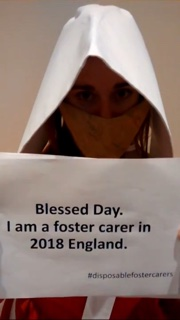 Blessed Day.
I am a foster carer in
2018 England.
#disposablefostercarers